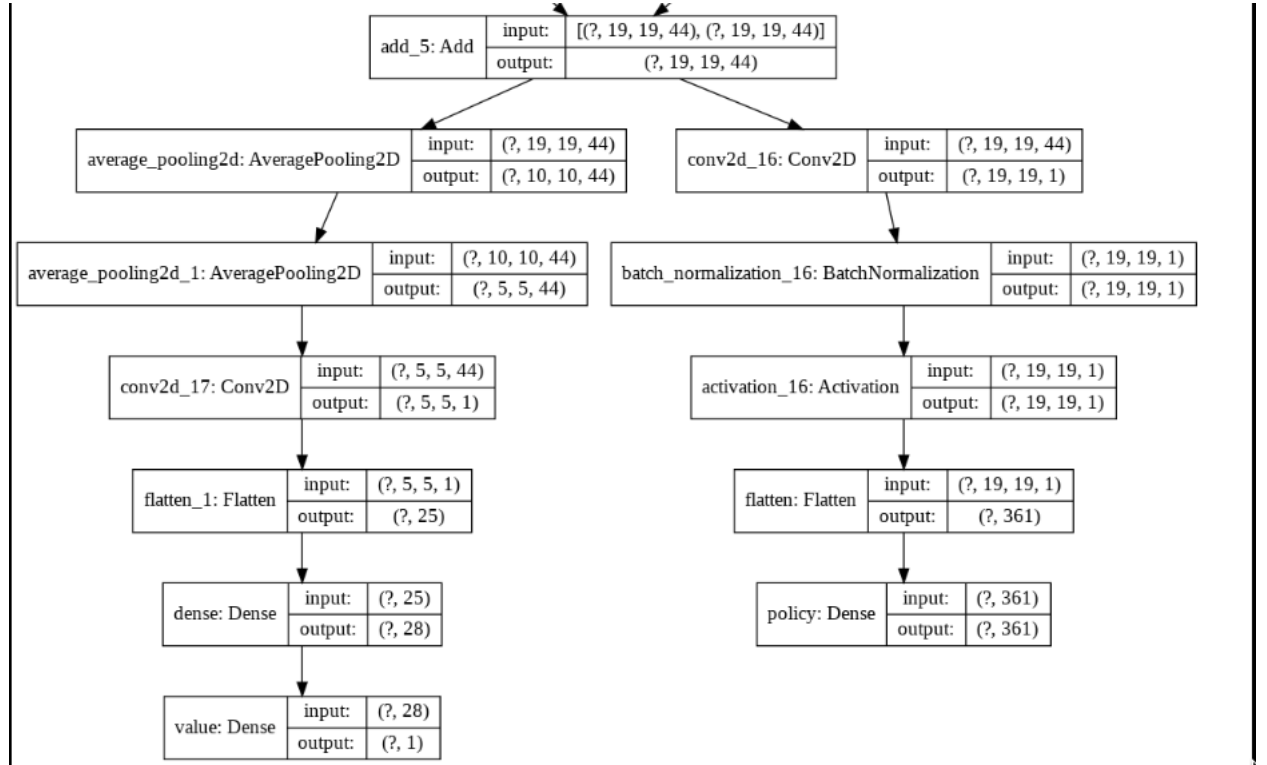 add_5: Add
input: [(?, 19, 19, 44), (?, 19, 19, 44)]
output: (?, 19, 19, 44)
average_pooling2d: AveragePooling2D
input: (?, 19, 19, 44)
output: (?, 10, 10, 44)
conv2d_16: Conv2D
input: (?, 19, 19, 44)
output: (?, 19, 19, 1)
average_pooling2d_1: AveragePooling2D
input: (?, 10, 10, 44)
output: (?, 5, 5, 44)
batch_normalization_16: BatchNormalization
input: (?, 19, 19, 1)
output: (?, 19, 19, 1)
conv2d_17: Conv2D
input: (?, 5, 5, 44)
output: (?, 5, 5, 1)
activation_16: Activation
input: (?, 19, 19, 1)
output: (?, 19, 19, 1)
flatten_1: Flatten
input: (?, 5, 5, 1)
output: (?, 25)
flatten: Flatten
input: (?, 19, 19, 1)
output: (?, 361)
dense: Dense
input: (?, 25)
output: (?, 28)
policy: Dense
input: (?, 361)
output: (?, 361)
value: Dense
input: (?, 28)
output: (?, 1)